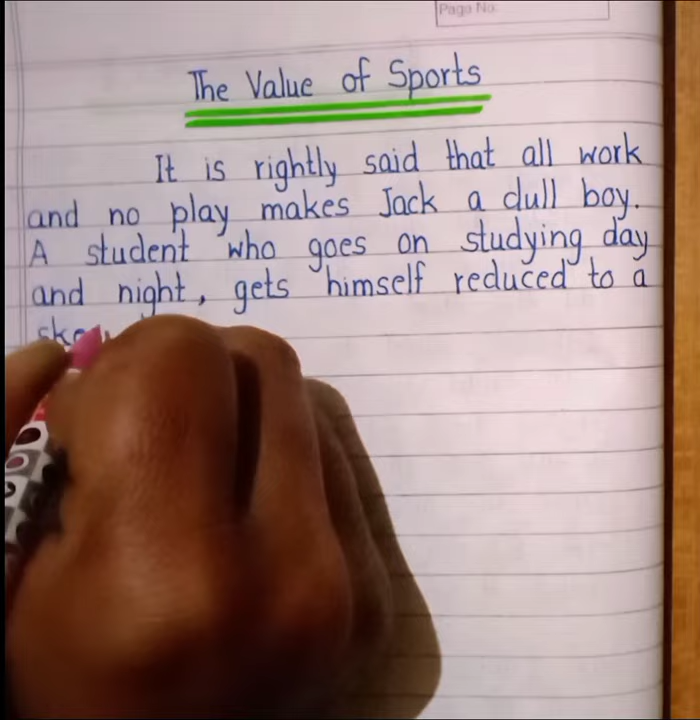 Page No:
The Value of Sports
It is rightly said that all work
and no play makes Jack a dull boy.
A student who goes on studying day
and night, gets himself reduced to a